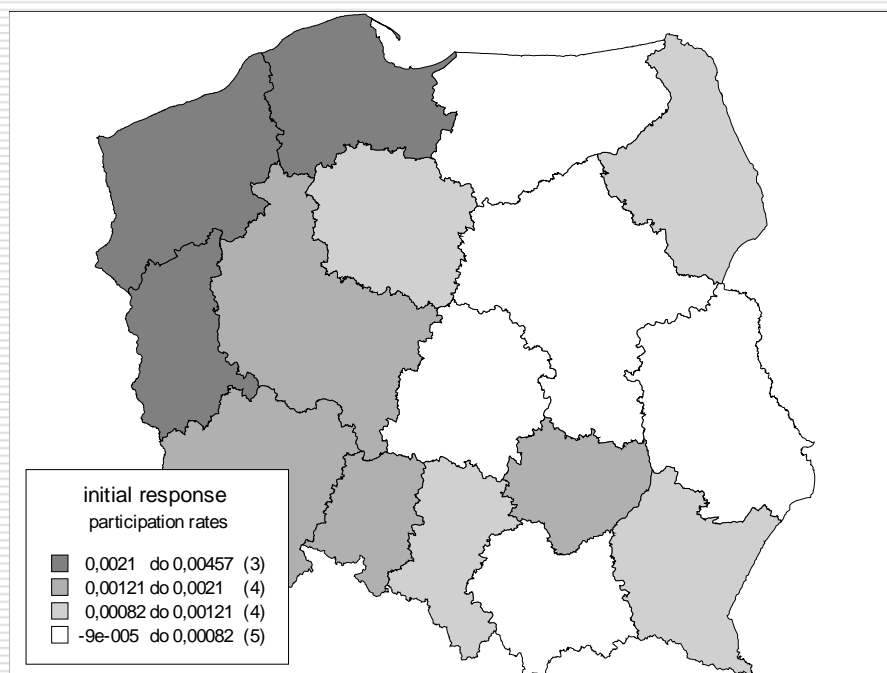 initial response
participation rates
0,0021 do 0,00457 (3)
0,00121 do 0,0021 (4)
0,00082 do 0,00121 (4)
-9e-005 do 0,00082 (5)